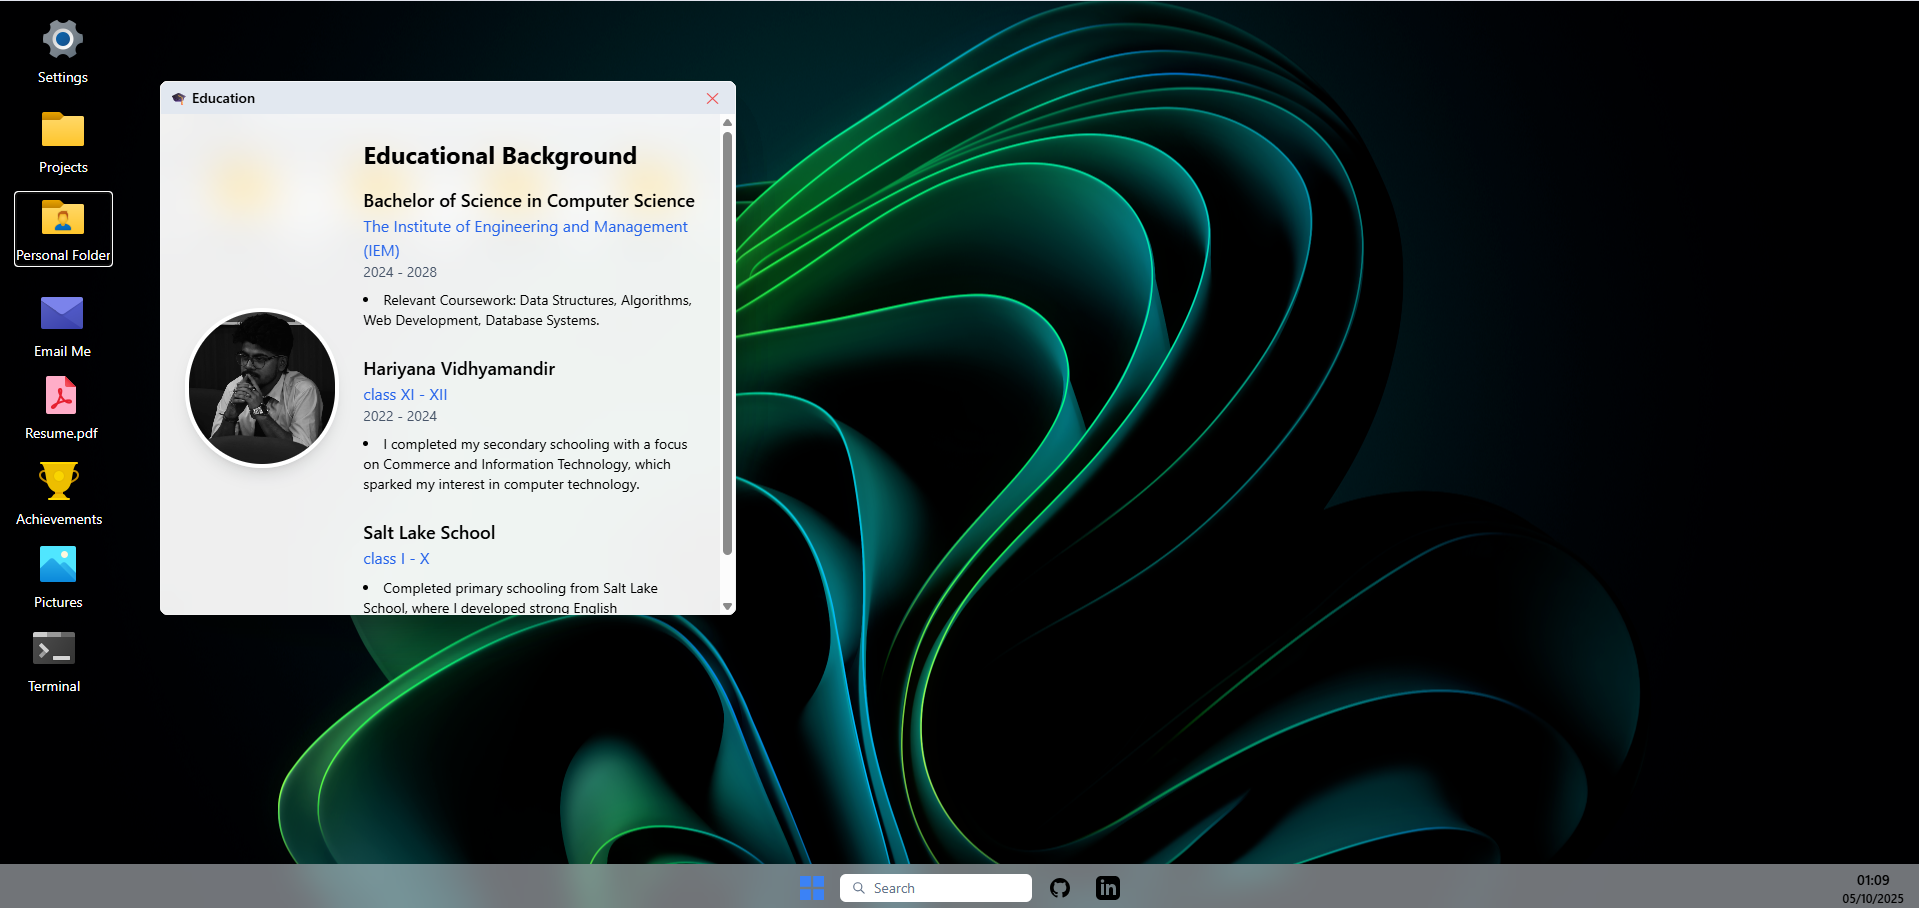 Settings
Projects
Personal Folder
Email Me
Resume.pdf
Achievements
Pictures
Terminal
Education
Educational Background
Bachelor of Science in Computer Science
The Institute of Engineering and Management
(IEM)
2024 - 2028
• Relevant Coursework: Data Structures, Algorithms,
Web Development, Database Systems.
Hariyana Vidhyamandir
class XI - XII
2022 - 2024
• I completed my secondary schooling with a focus
on Commerce and Information Technology, which
sparked my interest in computer technology.
Salt Lake School
class I - X
• Completed primary schooling from Salt Lake
School, where I developed strong English
Search
in
01:09
05/10/2025